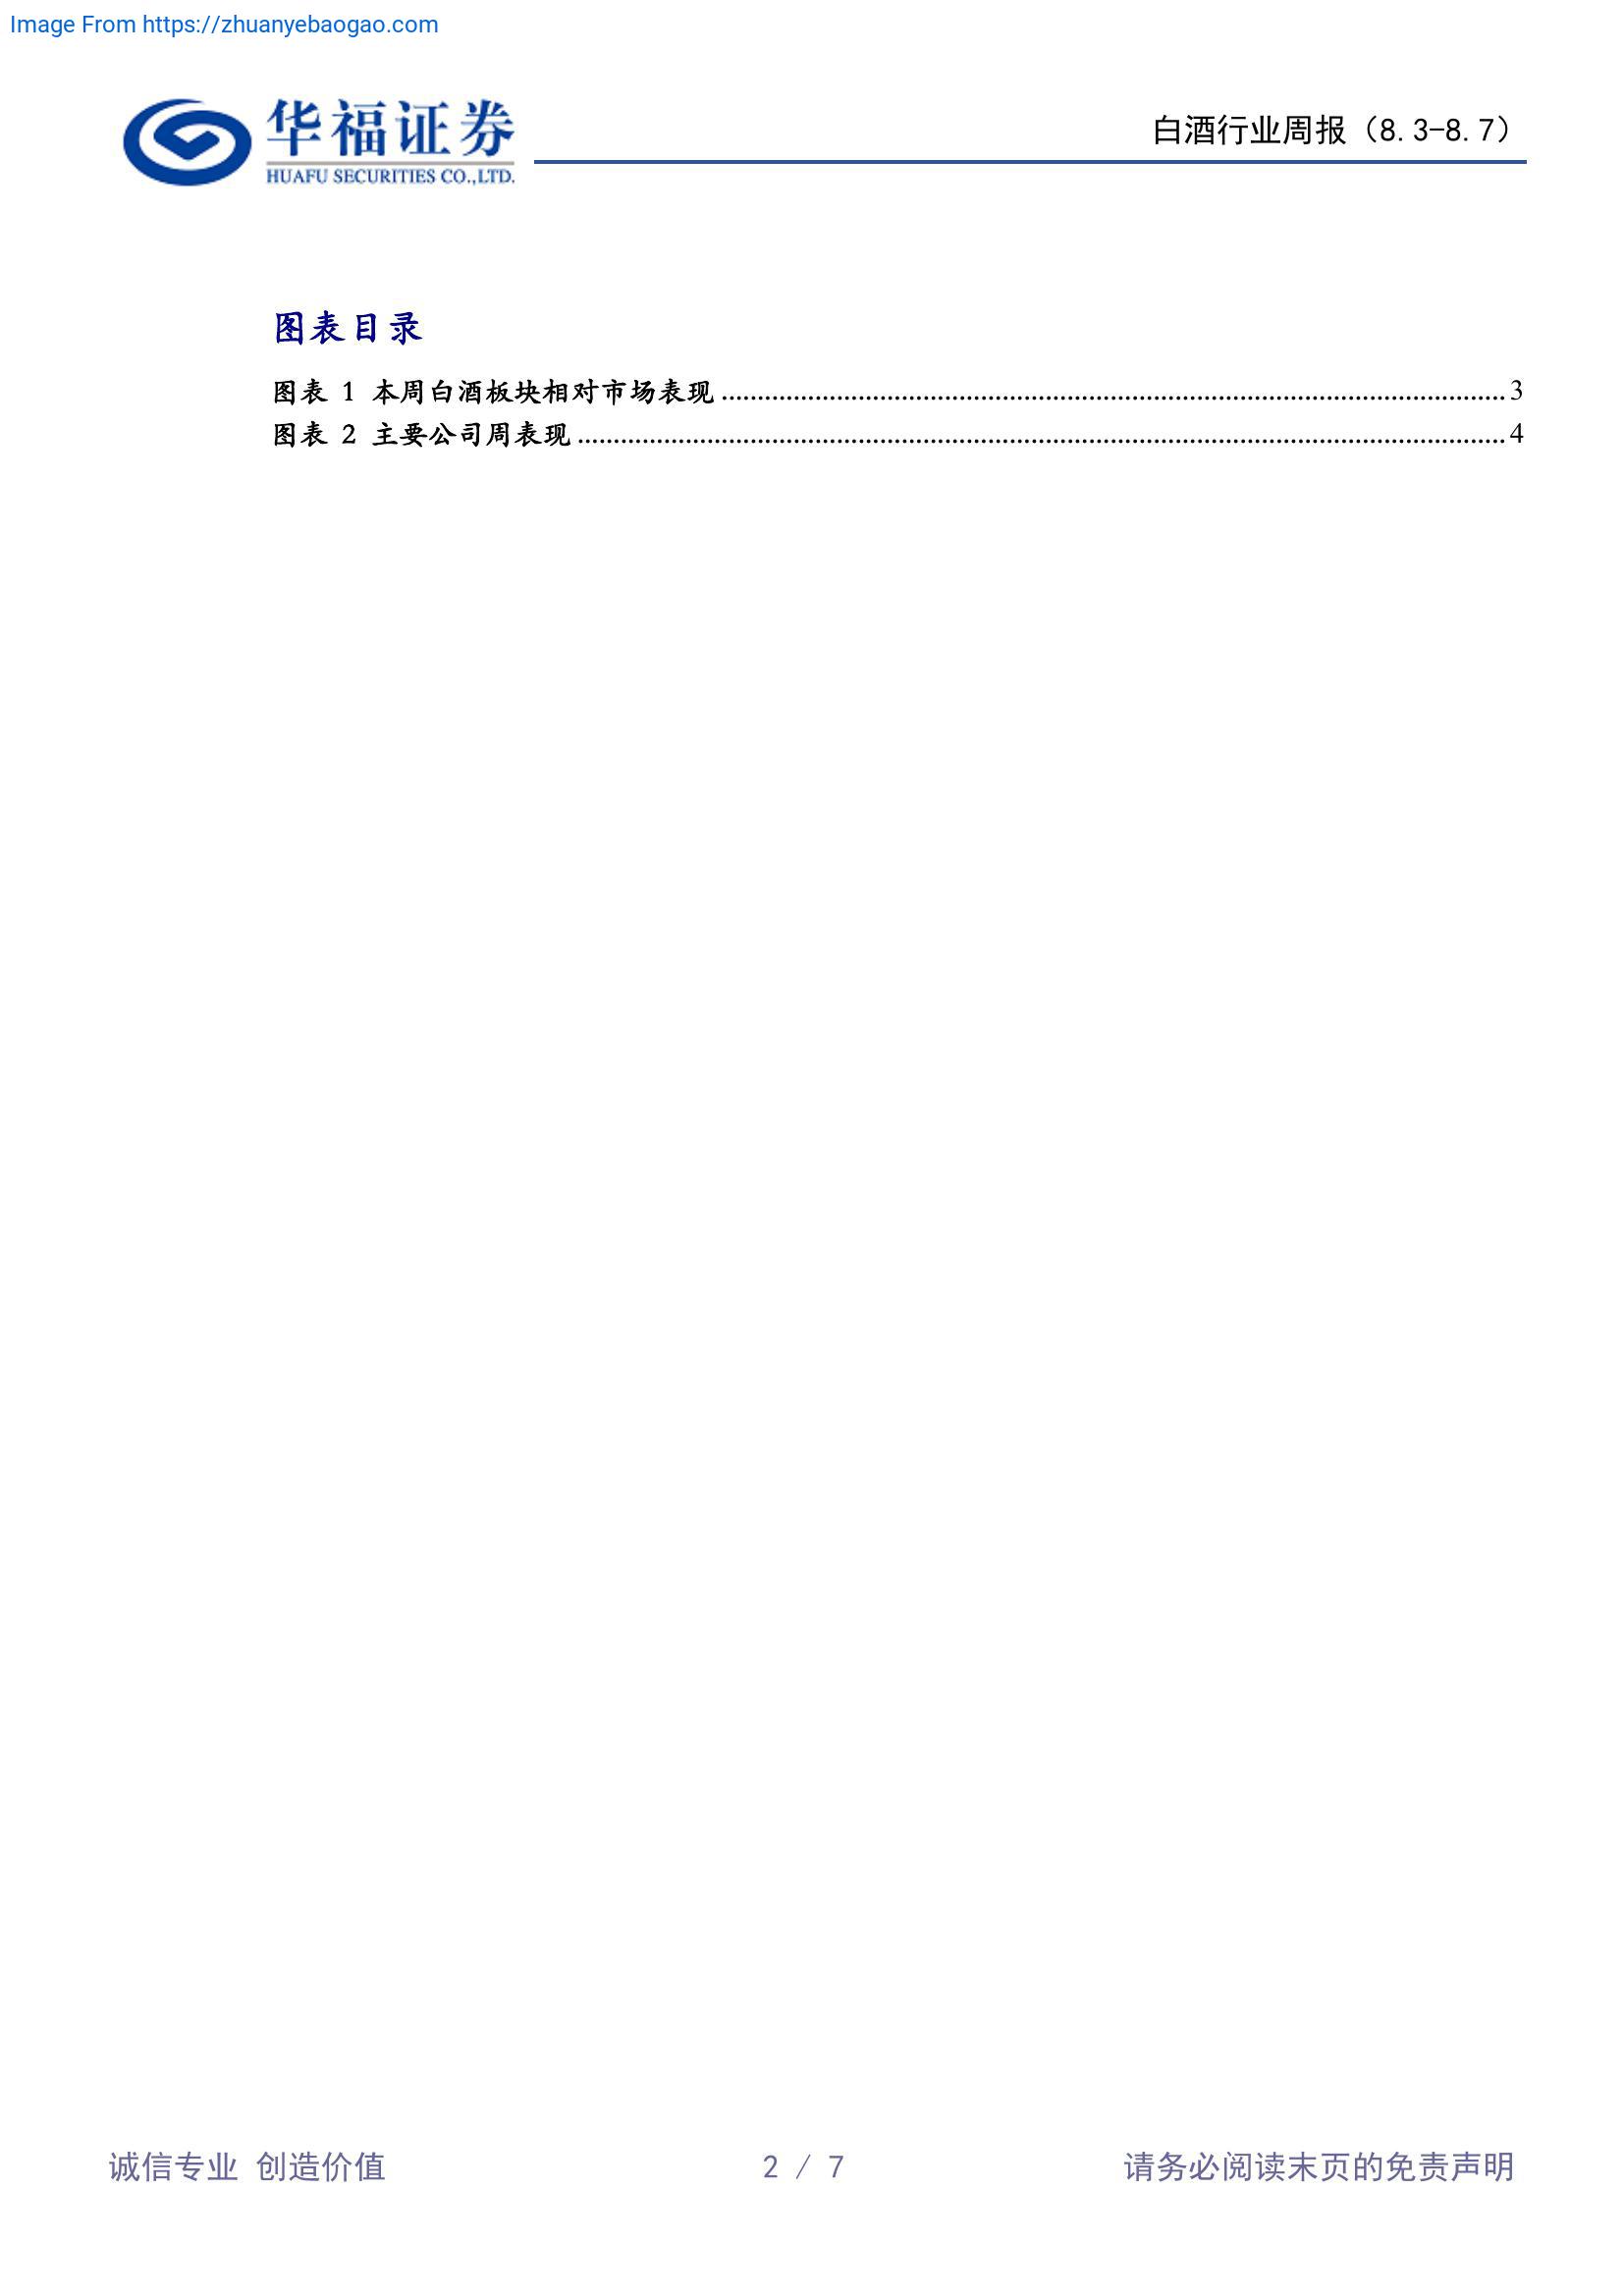 Image From https://zhuanyebaogao.com
华福证券
HUAFU SECURITIES CO.,LTD.
白酒行业周报（8.3-8.7）
图表目录
图表 1 本周白酒板块相对市场表现........................................3
图表 2 主要公司周表现........................................4
诚信专业 创造价值
2 / 7
请务必阅读末页的免责声明